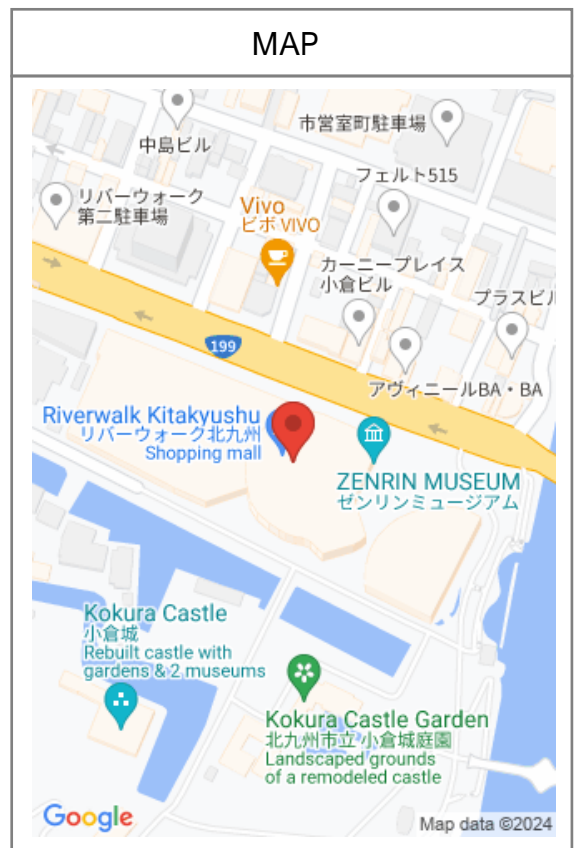 MAP
市営室町駐車場
中島ビル
フェルト515
リバーウォーク
第二駐車場
Vivo
ビボ VIVO
カーニープレイス
小倉ビル
プラスビル
199
アヴィニールBA・BA
Riverwalk Kitakyushu
リバーウォーク北九州
Shopping mall
ZENRIN MUSEUM
ゼンリンミュージアム
Kokura Castle
小倉城
Rebuilt castle with
gardens & 2 museums
Kokura Castle Garden
北九州市立 小倉城庭園
Landscaped grounds
of a remodeled castle
Google
Map data ©2024